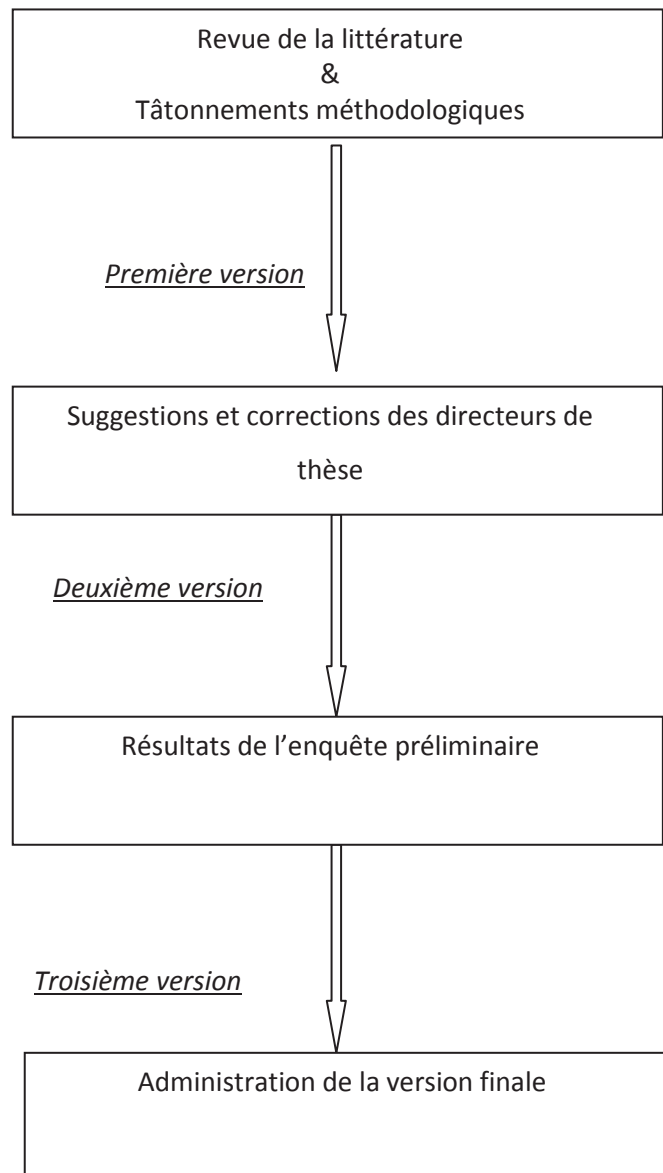 Revue de la littérature
&
Tâtonnements méthodologiques
Première version
Suggestions et corrections des directeurs de
thèse
Deuxième version
Résultats de l’enquête préliminaire
Troisième version
Administration de la version finale